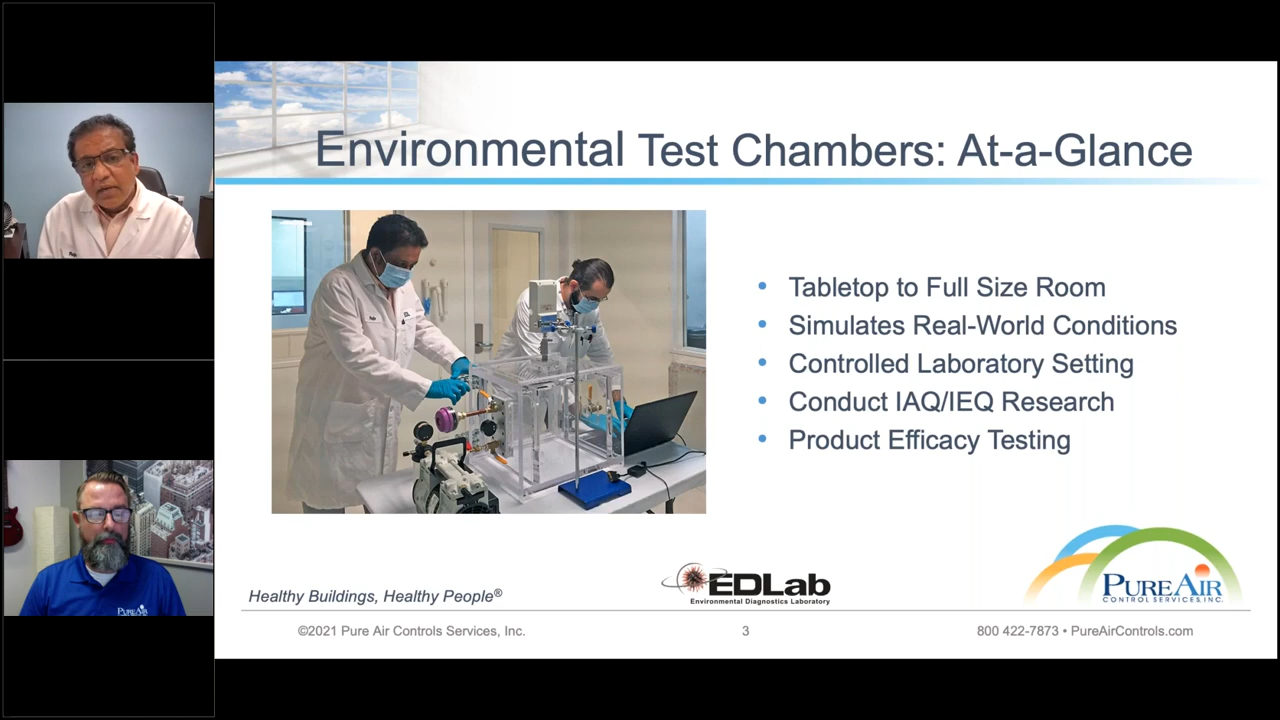 Environmental Test Chambers: At-a-Glance
• Tabletop to Full Size Room
• Simulates Real-World Conditions
• Controlled Laboratory Setting
• Conduct IAQ/IEQ Research
• Product Efficacy Testing
Healthy Buildings, Healthy People®
EDLab
Environmental Diagnostics Laboratory
PUREAIR
CONTROL SERVICES, INC.
©2021 Pure Air Controls Services, Inc.
3
800 422-7873 • PureAirControls.com
PUREAIR